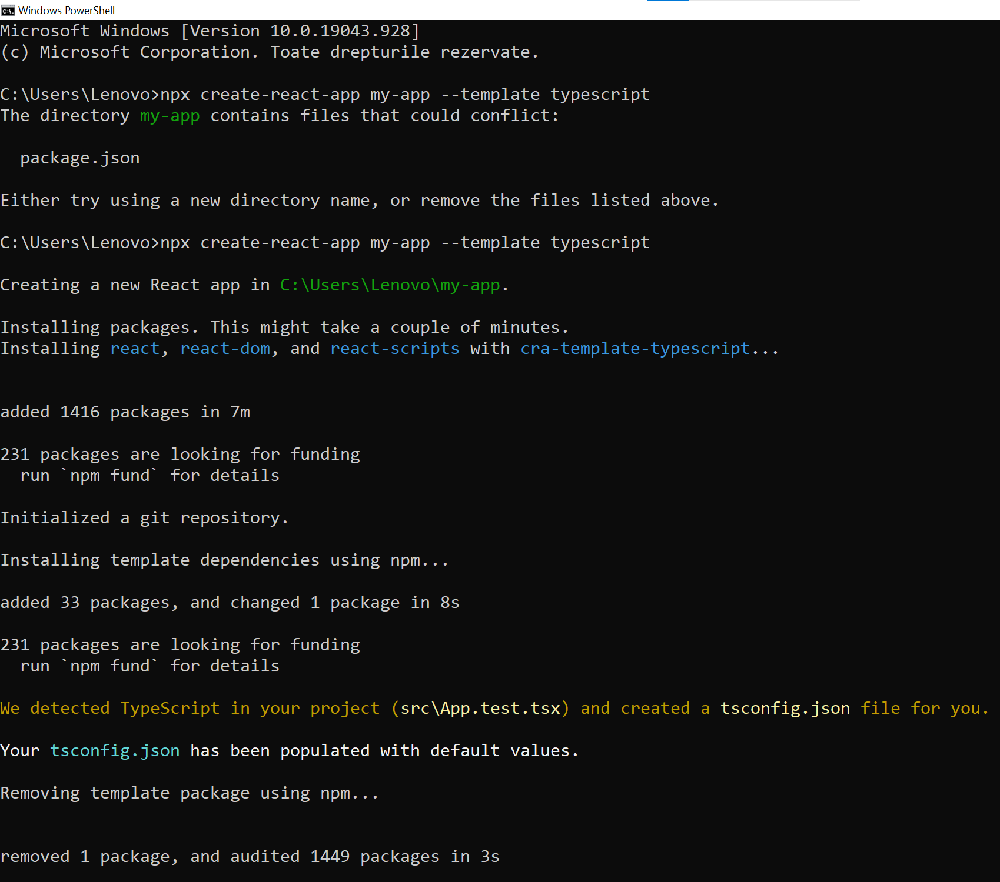 Windows PowerShell
Microsoft Windows [Version 10.0.19043.928]
(c) Microsoft Corporation. Toate drepturile rezervate.
C:\Users\Lenovo>npx create-react-app my-app --template typescript
The directory my-app contains files that could conflict:
package.json
Either try using a new directory name, or remove the files listed above.
C:\Users\Lenovo>npx create-react-app my-app --template typescript
Creating a new React app in C:\Users\Lenovo\my-app.
Installing packages. This might take a couple of minutes.
Installing react, react-dom, and react-scripts with cra-template-typescript...
added 1416 packages in 7m
231 packages are looking for funding
run `npm fund` for details
Initialized a git repository.
Installing template dependencies using npm...
added 33 packages, and changed 1 package in 8s
231 packages are looking for funding
run `npm fund` for details
We detected TypeScript in your project (src\App.test.tsx) and created a tsconfig.json file for you.
Your tsconfig.json has been populated with default values.
Removing template package using npm...
removed 1 package, and audited 1449 packages in 3s